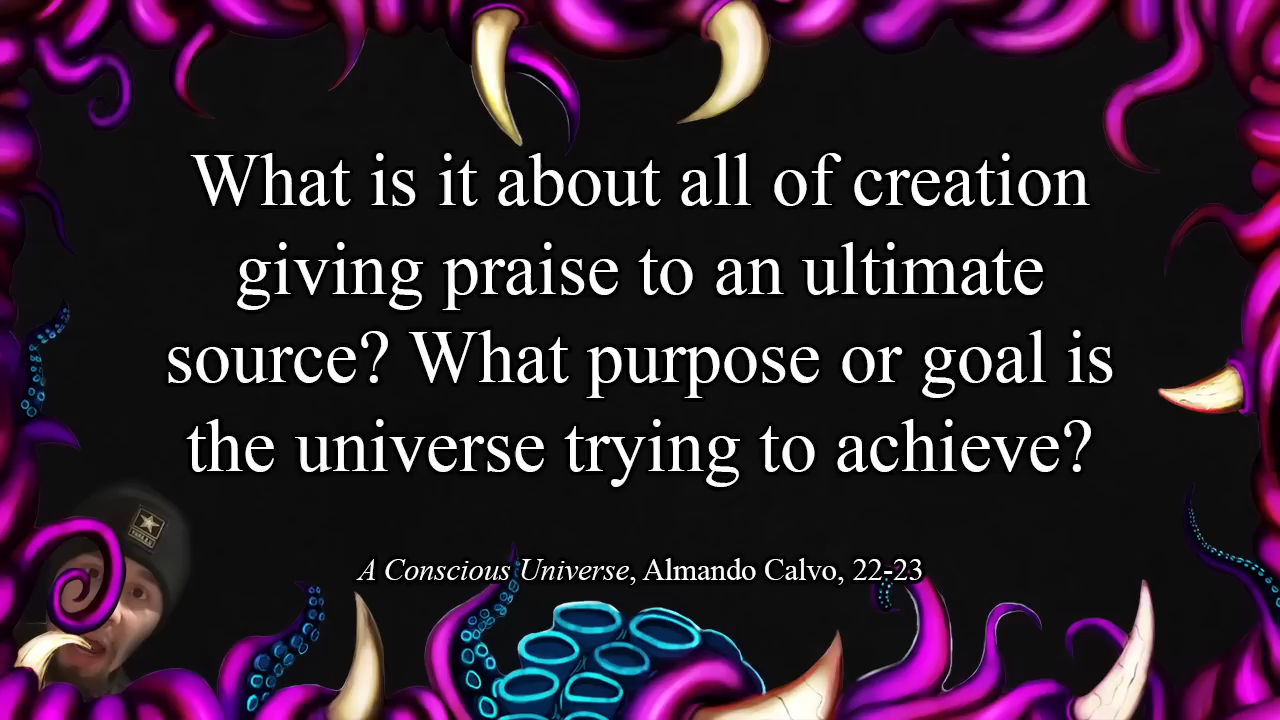 What is it about all of creation
giving praise to an ultimate
source? What purpose or goal is
the universe trying to achieve?
A Conscious Universe, Almando Calvo, 22-23